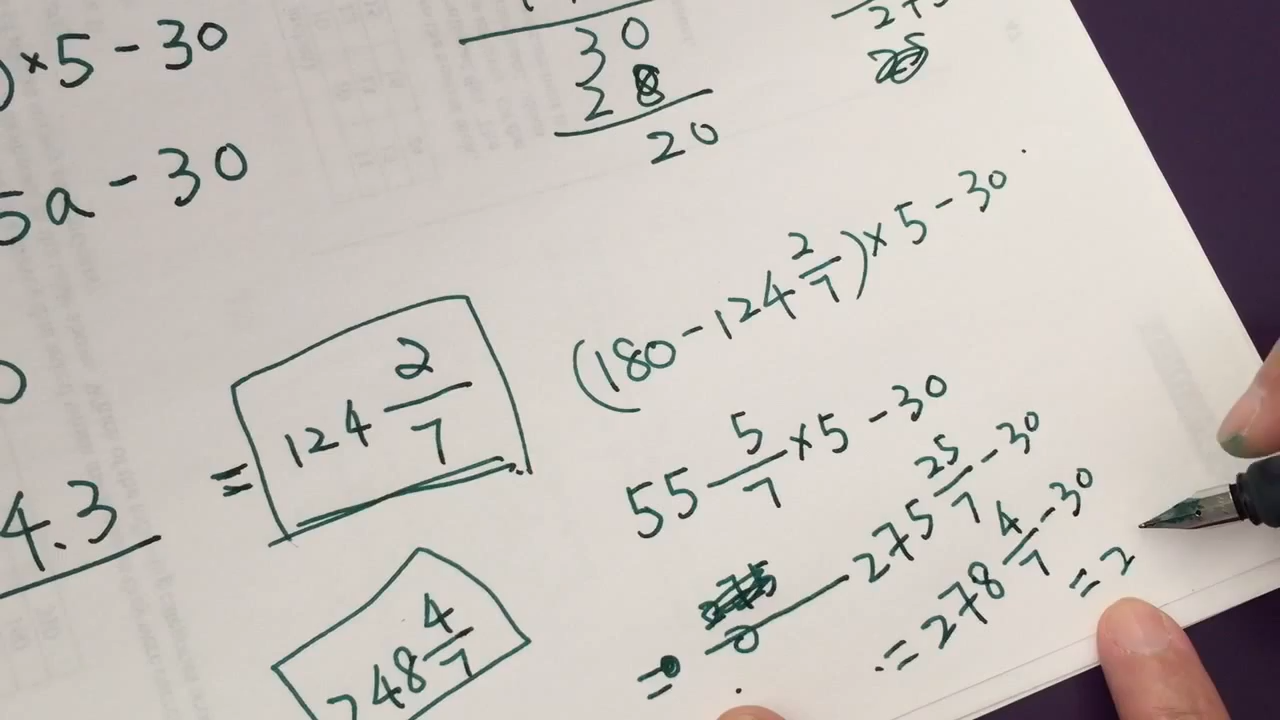 ) × 5 - 30
5a - 30
30
28
20
4.3
= 124 2/7
248 4/7
(180 - 124 2/7) × 5 - 30
55 5/7 × 5 - 30
275 25/7 - 30
= 278 4/7 - 30
= 2